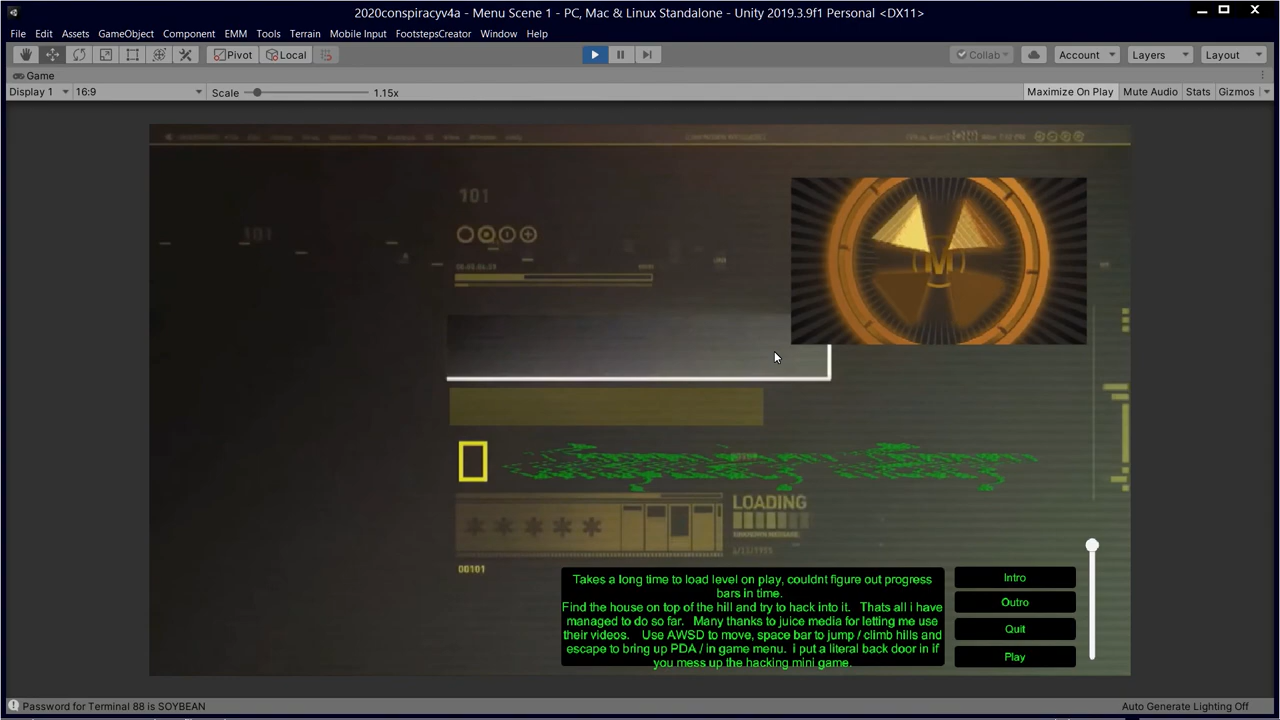 2020conspiracyv4a - Menu Scene 1 - PC, Mac & Linux Standalone - Unity 2019.3.9f1 Personal <DX11>
File Edit Assets GameObject Component EMM Tools Terrain Mobile Input FootstepsCreator Window Help
Pivot Local Collab Account Layers Layout
Game
Display 1 16:9 Scale 1.15x Maximize On Play Mute Audio Stats Gizmos
101
101
M
LOADING
UNKNOWN MESSAGE
00101
Takes a long time to load level on play, couldnt figure out progress
bars in time.
Find the house on top of the hill and try to hack into it. Thats all i have
managed to do so far. Many thanks to juice media for letting me use
their videos. Use AWSD to move, space bar to jump / climb hills and
escape to bring up PDA / in game menu. i put a literal back door in if
you mess up the hacking mini game.
Intro
Outro
Quit
Play
Password for Terminal 88 is SOYBEAN
Auto Generate Lighting Off